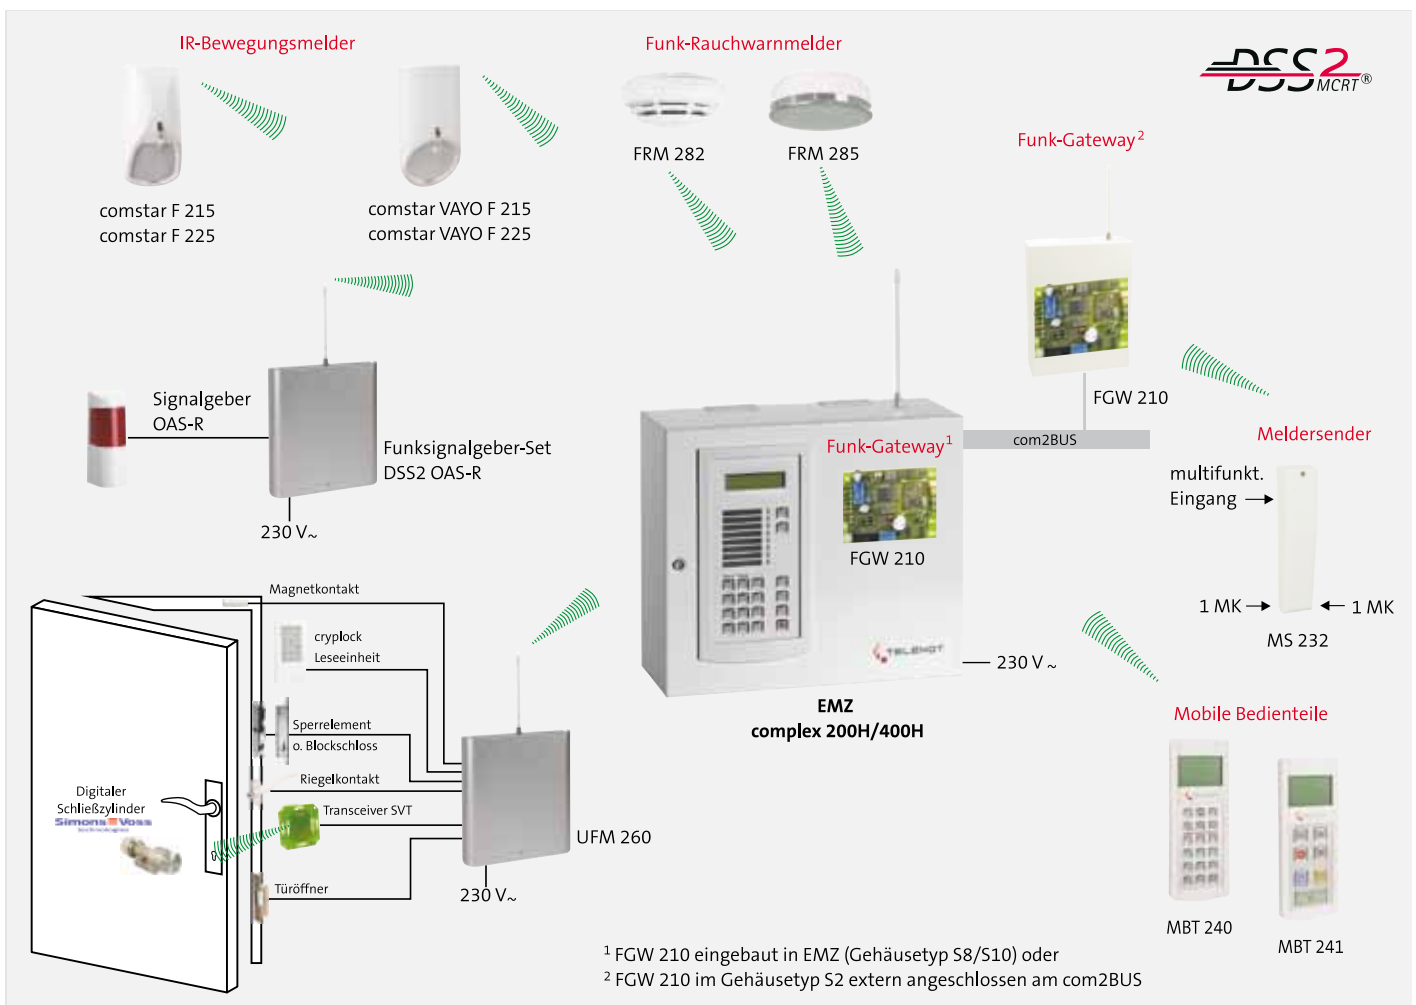 IR-Bewegungsmelder
Funk-Rauchwarnmelder
DSS2
MCRT®
FRM 282
FRM 285
Funk-Gateway²
comstar F 215
comstar F 225
comstar VAYO F 215
comstar VAYO F 225
FGW 210
com2BUS
Signalgeber
OAS-R
Funksignalgeber-Set
DSS2 OAS-R
230 V~
Funk-Gateway¹
FGW 210
TELENOT
230 V~
EMZ
complex 200H/400H
Meldersender
multifunkt.
Eingang
1 MK
1 MK
MS 232
Mobile Bedienteile
MBT 240
MBT 241
Magnetkontakt
cryplock
Leseeinheit
Sperrelement
o. Blockschloss
Riegelkontakt
Transceiver SVT
Türöffner
Digitaler
Schließzylinder
Simons Voss
technologies
UFM 260
230 V~
¹ FGW 210 eingebaut in EMZ (Gehäusetyp S8/S10) oder
² FGW 210 im Gehäusetyp S2 extern angeschlossen am com2BUS